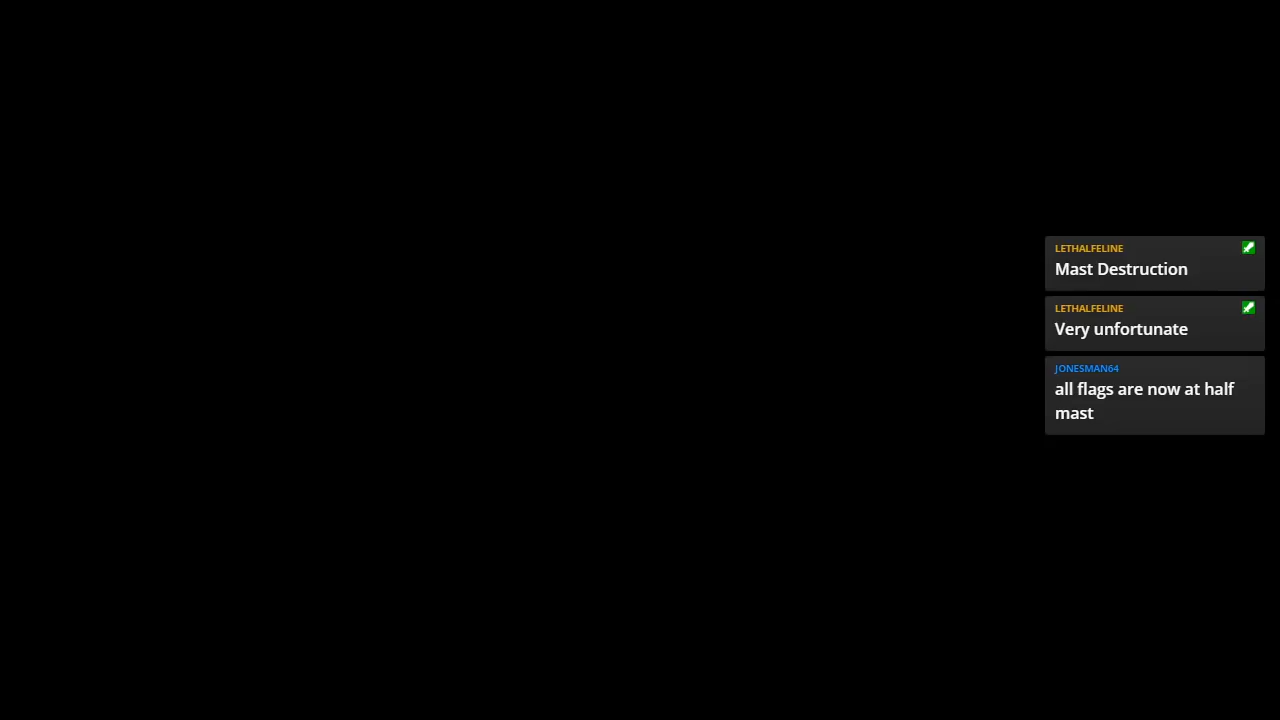 LETHALFELINE
Mast Destruction
LETHALFELINE
Very unfortunate
JONESMAN64
all flags are now at half
mast